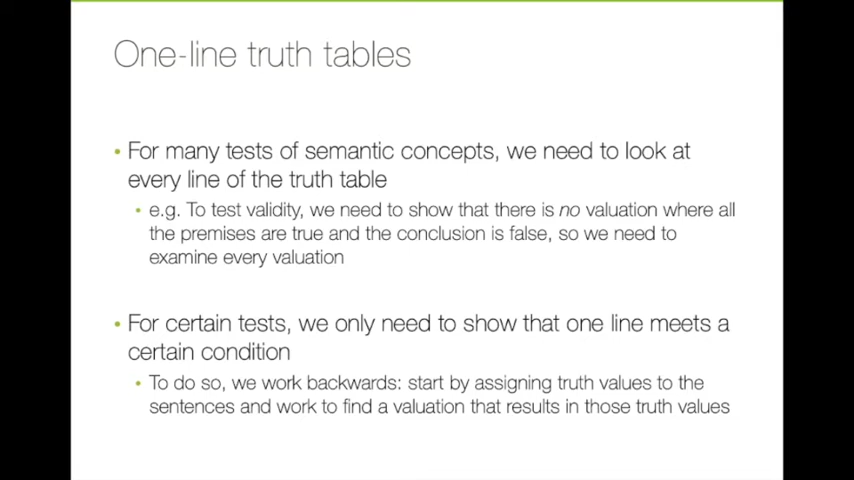 One-line truth tables
• For many tests of semantic concepts, we need to look at
every line of the truth table
• e.g. To test validity, we need to show that there is no valuation where all
the premises are true and the conclusion is false, so we need to
examine every valuation
• For certain tests, we only need to show that one line meets a
certain condition
• To do so, we work backwards: start by assigning truth values to the
sentences and work to find a valuation that results in those truth values